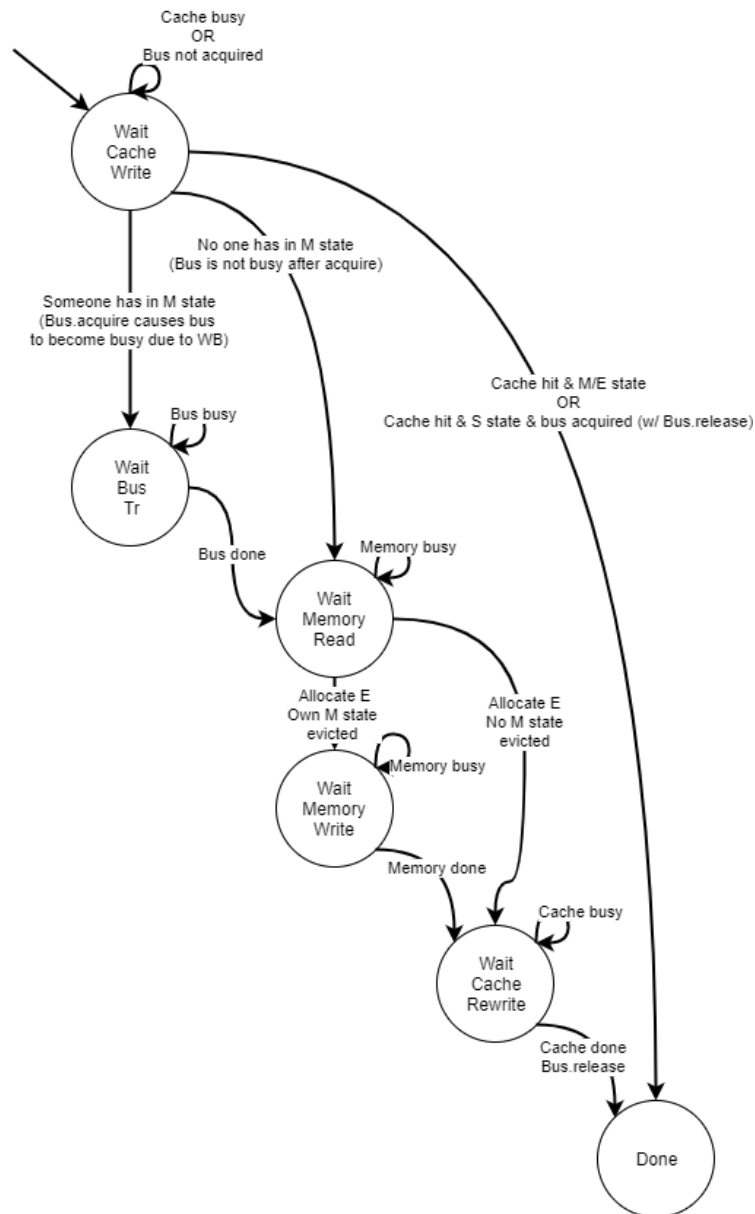 Cache busy
OR
Bus not acquired
Wait
Cache
Write
No one has in M state
(Bus is not busy after acquire)
Someone has in M state
(Bus.acquire causes bus
to become busy due to WB)
Cache hit & M/E state
OR
Cache hit & S state & bus acquired (w/ Bus.release)
Bus busy
Wait
Bus
Tr
Bus done
Memory busy
Wait
Memory
Read
Allocate E
Own M state
evicted
Allocate E
No M state
evicted
Memory busy
Wait
Memory
Write
Memory done
Cache busy
Wait
Cache
Rewrite
Cache done
Bus.release
Done